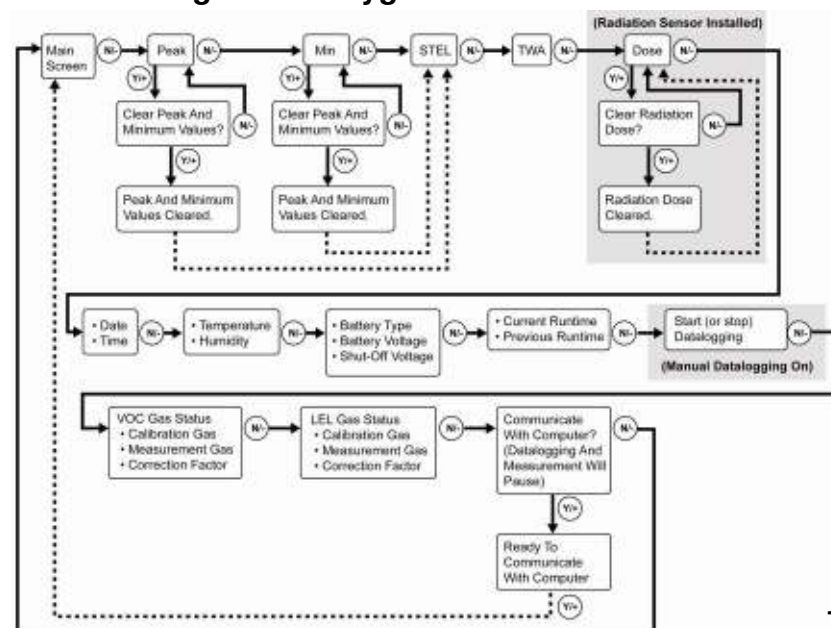 (Radiation Sensor Installed)
Main
Screen
N/-
Peak
N/-
Min
N/-
STEL
N/-
TWA
N/-
Dose
N/-
Y/+
Y/+
Y/+
Clear Peak And
Minimum Values?
N/-
Clear Peak And
Minimum Values?
N/-
Clear Radiation
Dose?
N/-
Y/+
Y/+
Y/+
Peak And Minimum
Values Cleared.
Peak And Minimum
Values Cleared.
Radiation Dose
Cleared.
• Date
• Time
N/-
• Temperature
• Humidity
N/-
• Battery Type
• Battery Voltage
• Shut-Off Voltage
N/-
• Current Runtime
• Previous Runtime
N/-
Start (or stop)
Datalogging
N/-
(Manual Datalogging On)
VOC Gas Status
• Calibration Gas
• Measurement Gas
• Correction Factor
N/-
LEL Gas Status
• Calibration Gas
• Measurement Gas
• Correction Factor
N/-
Communicate
With Computer?
(Datalogging And
Measurement Will
Pause)
N/-
Y/+
Ready To
Communicate
With Computer
Y/+